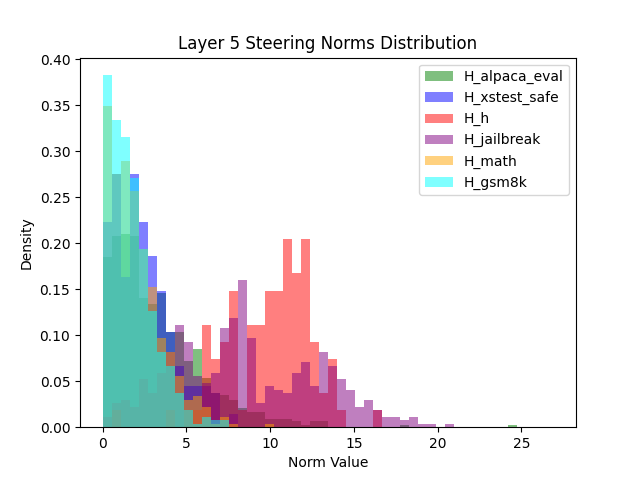 Layer 5 Steering Norms Distribution
0.40
0.35
0.30
0.25
0.20
0.15
0.10
0.05
0.00
Density
H_alpaca_eval
H_xstest_safe
H_h
H_jailbreak
H_math
H_gsm8k
0 5 10 15 20 25
Norm Value